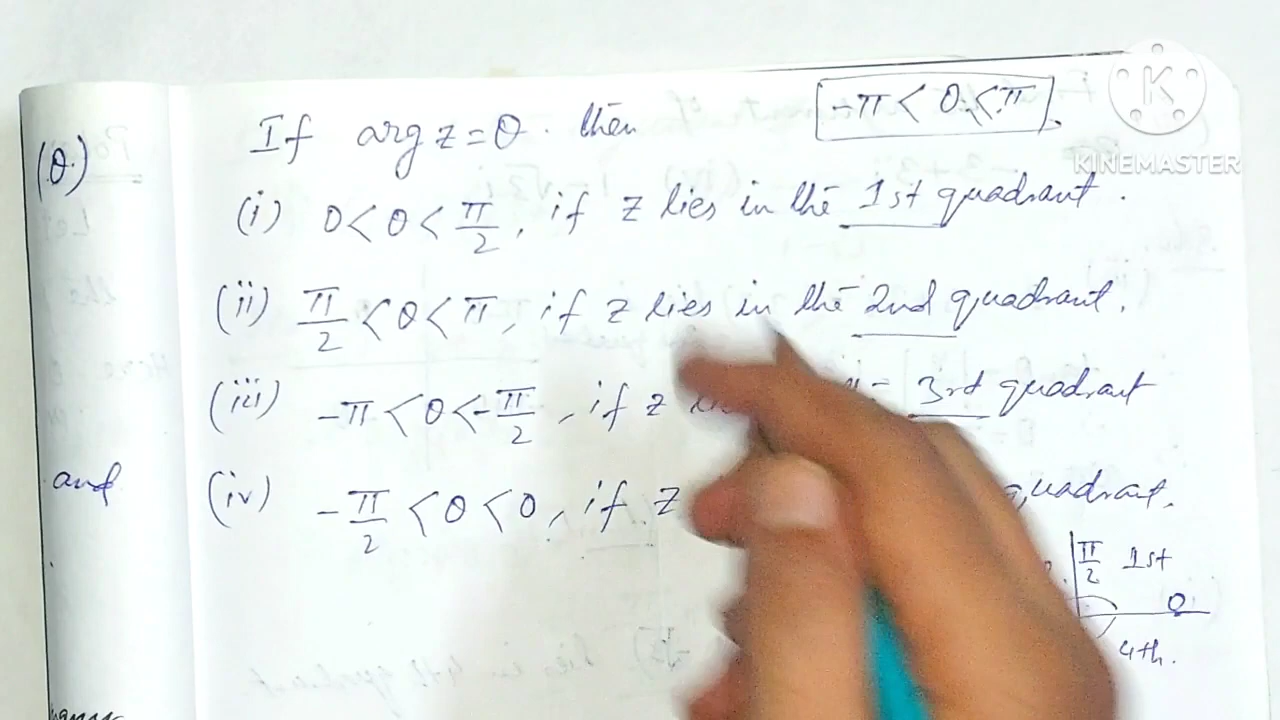 If arg z = θ. then
-π < θ < π.
KINEMASTER
(θ)
(i) 0 < θ < π/2, if z lies in the 1st quadrant.
(ii) π/2 < θ < π, if z lies in the 2nd quadrant.
(iii) -π < θ < -π/2, if z 3rd quadrant
and (iv) -π/2 < θ < 0, if z quadrant.
π/2 1st
0
4th.